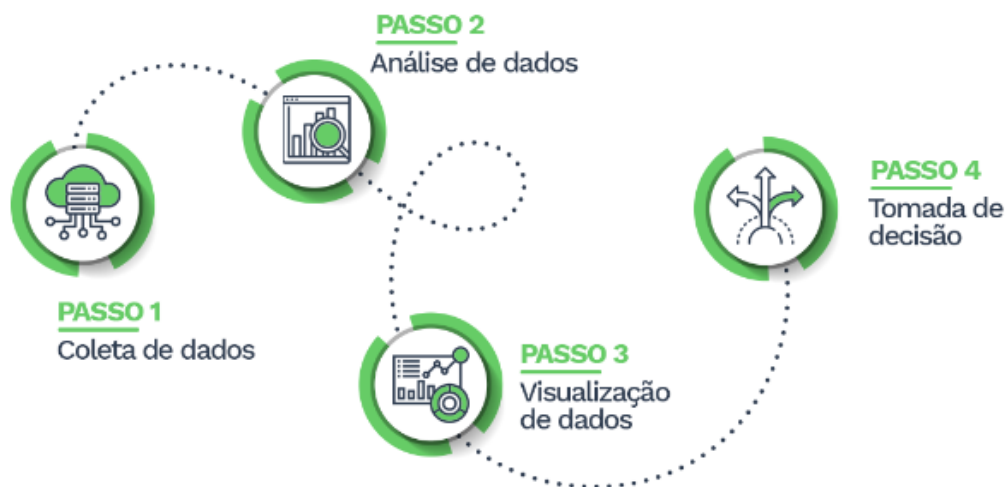 PASSO 1
Coleta de dados
PASSO 2
Análise de dados
PASSO 3
Visualização
de dados
PASSO 4
Tomada de
decisão